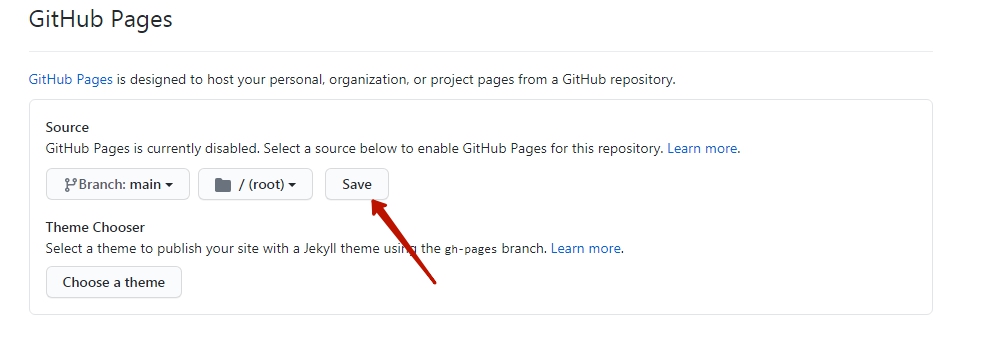 GitHub Pages
GitHub Pages is designed to host your personal, organization, or project pages from a GitHub repository.
Source
GitHub Pages is currently disabled. Select a source below to enable GitHub Pages for this repository. Learn more.
Branch: main / (root) Save
Theme Chooser
Select a theme to publish your site with a Jekyll theme using the gh-pages branch. Learn more.
Choose a theme